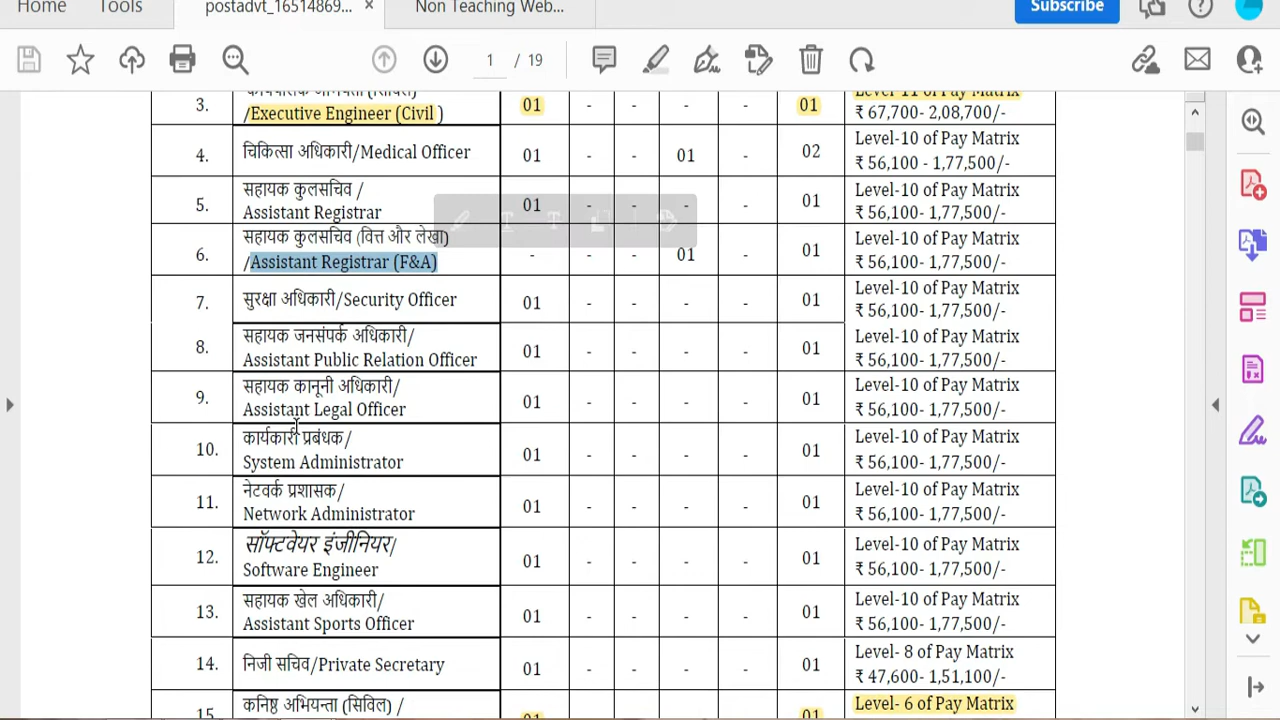 Home Tools postadvt_16514869... × Non Teaching Web... Subscribe
1 / 19
3. /Executive Engineer (Civil ) 01 - - - - 01 Level-11 of Pay Matrix
₹ 67,700- 2,08,700/-
4. चिकित्सा अधिकारी/Medical Officer 01 - - 01 - 02 Level-10 of Pay Matrix
₹ 56,100 - 1,77,500/-
5. सहायक कुलसचिव /
Assistant Registrar 01 - - - - 01 Level-10 of Pay Matrix
₹ 56,100- 1,77,500/-
6. सहायक कुलसचिव (वित्त और लेखा)
/Assistant Registrar (F&A) - - - 01 - 01 Level-10 of Pay Matrix
₹ 56,100- 1,77,500/-
7. सुरक्षा अधिकारी/Security Officer 01 - - - - 01 Level-10 of Pay Matrix
₹ 56,100- 1,77,500/-
8. सहायक जनसंपर्क अधिकारी/
Assistant Public Relation Officer 01 - - - - 01 Level-10 of Pay Matrix
₹ 56,100- 1,77,500/-
9. सहायक कानूनी अधिकारी/
Assistant Legal Officer 01 - - - - 01 Level-10 of Pay Matrix
₹ 56,100- 1,77,500/-
10. कार्यकारी प्रबंधक/
System Administrator 01 - - - - 01 Level-10 of Pay Matrix
₹ 56,100- 1,77,500/-
11. नेटवर्क प्रशासक/
Network Administrator 01 - - - - 01 Level-10 of Pay Matrix
₹ 56,100- 1,77,500/-
12. सॉफ्टवेयर इंजीनियर/
Software Engineer 01 - - - - 01 Level-10 of Pay Matrix
₹ 56,100- 1,77,500/-
13. सहायक खेल अधिकारी/
Assistant Sports Officer 01 - - - - 01 Level-10 of Pay Matrix
₹ 56,100- 1,77,500/-
14. निजी सचिव/Private Secretary 01 - - - - 01 Level- 8 of Pay Matrix
₹ 47,600- 1,51,100/-
15. कनिष्ठ अभियन्ता (सिविल) / 01 01 Level- 6 of Pay Matrix